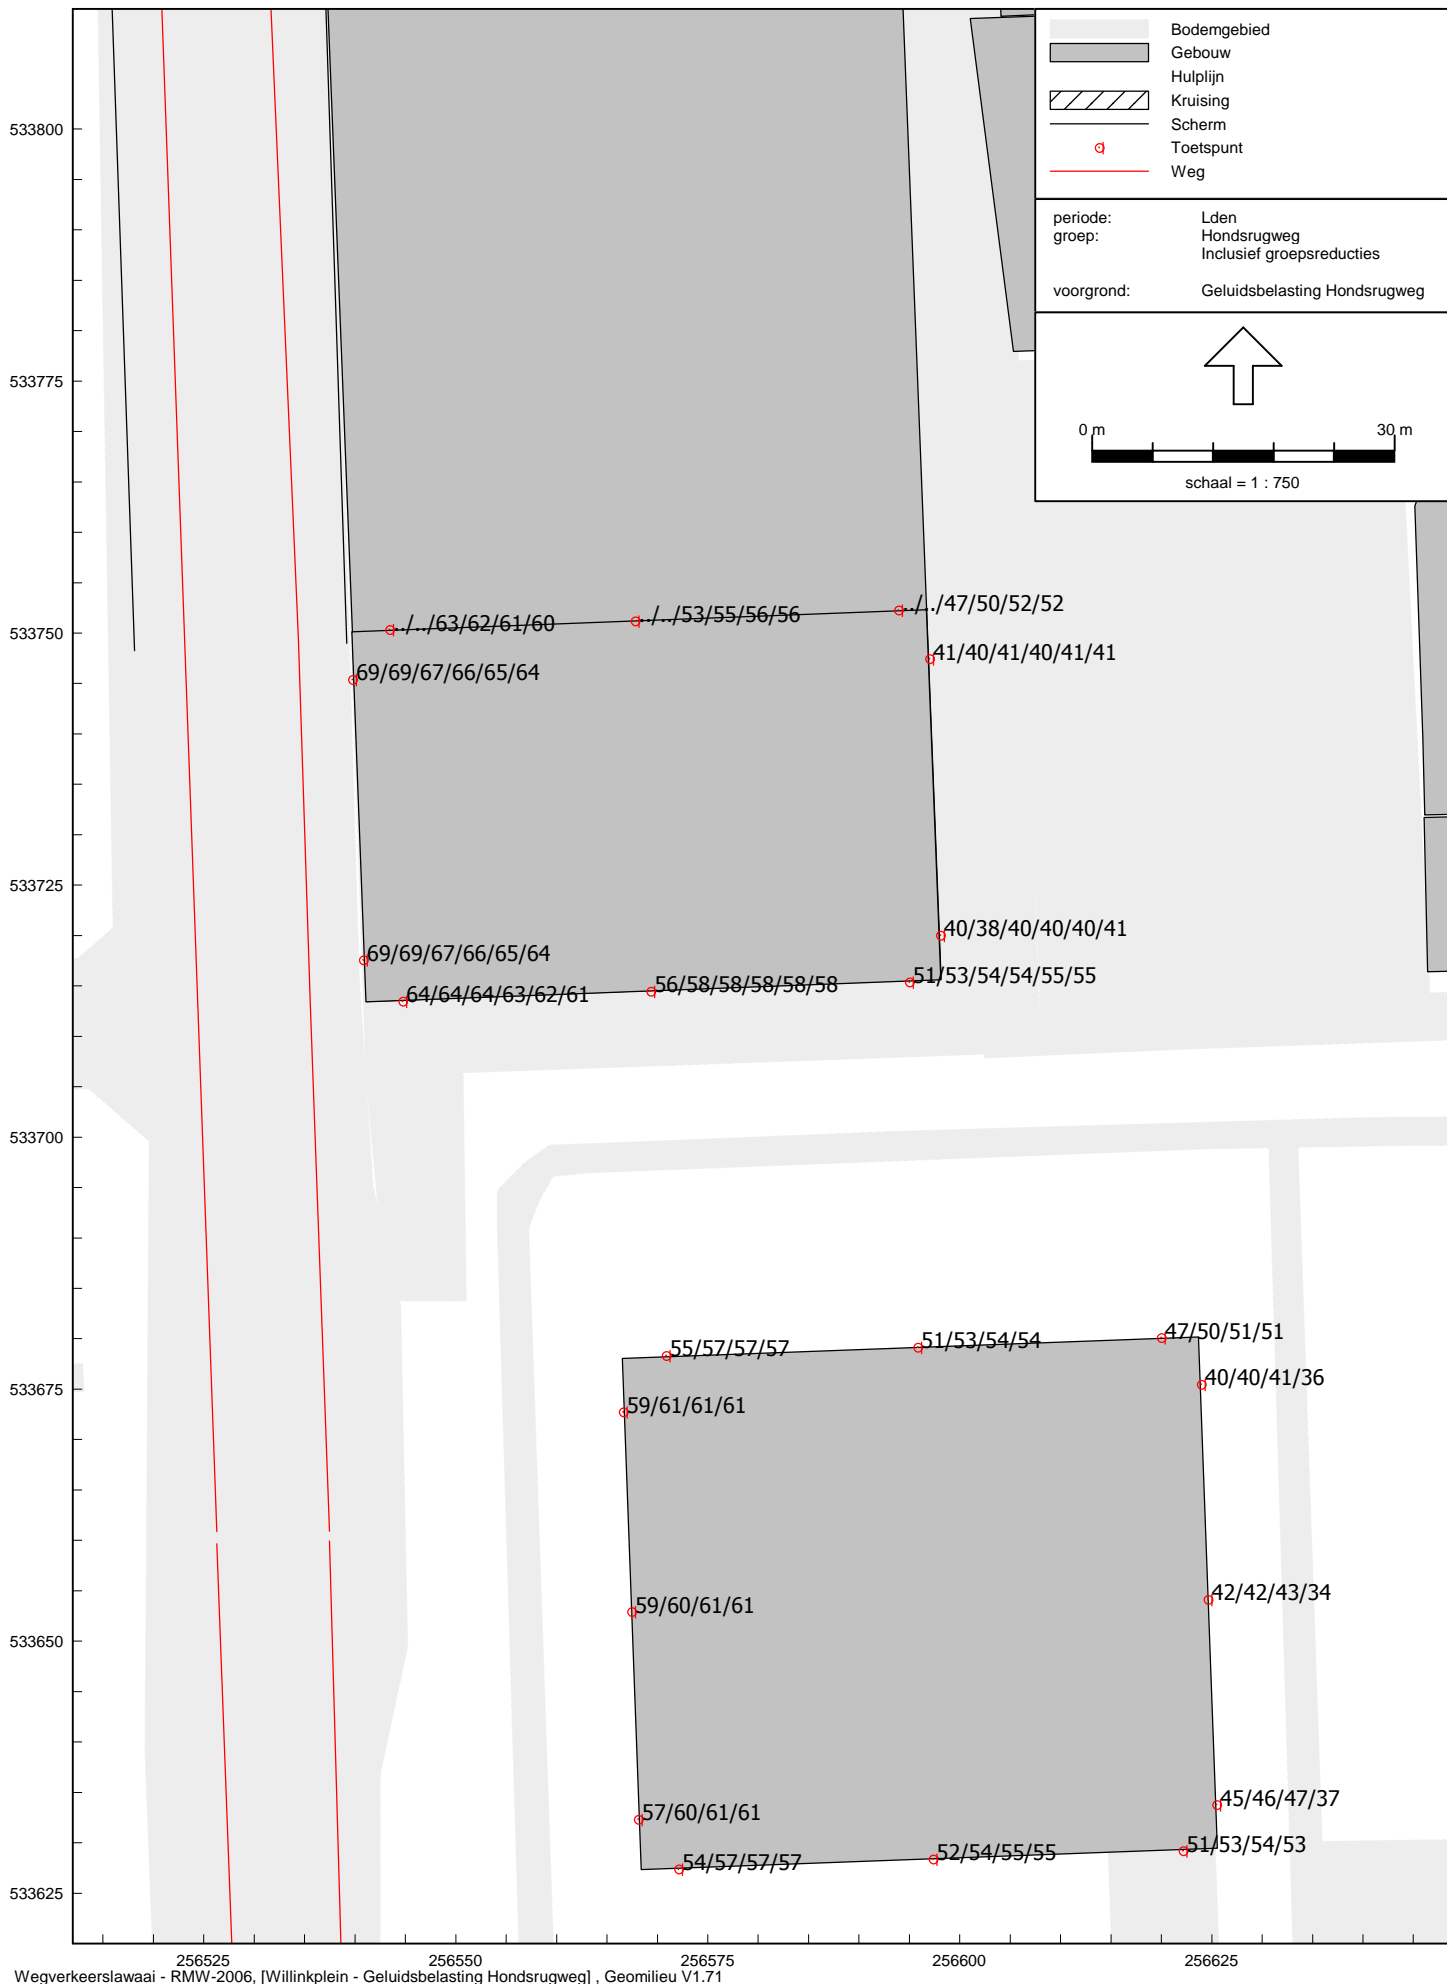 Bodemgebied
Gebouw
Hulplijn
Kruising
Scherm
Toetspunt
Weg
periode: Lden
groep: Hondsrugweg
Inclusief groepsreducties
voorgrond: Geluidsbelasting Hondsrugweg
0 m 30 m
schaal = 1 : 750
533800
533775
533750
533725
533700
533675
533650
533625
../../63/62/61/60
../../53/55/56/56
../../47/50/52/52
41/40/41/40/41/41
69/69/67/66/65/64
40/38/40/40/40/41
69/69/67/66/65/64
64/64/64/63/62/61
56/58/58/58/58/58
51/53/54/54/55/55
55/57/57/57
51/53/54/54
47/50/51/51
40/40/41/36
59/61/61/61
59/60/61/61
42/42/43/34
57/60/61/61
45/46/47/37
54/57/57/57
52/54/55/55
51/53/54/53
256525 256550 256575 256600 256625
Wegverkeerslawaai - RMW-2006, [Willinkplein - Geluidsbelasting Hondsrugweg] , Geomilieu V1.71